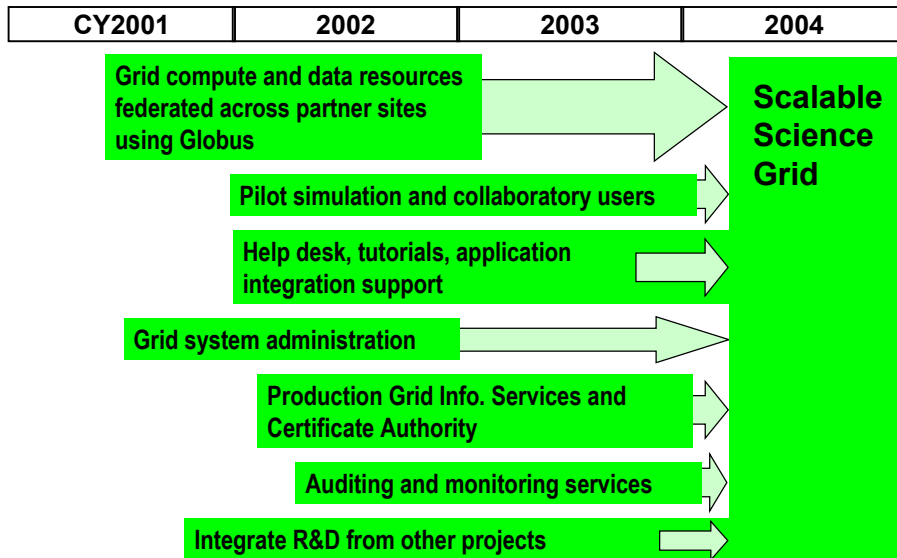 CY2001 2002 2003 2004
Grid compute and data resources
federated across partner sites
using Globus
Scalable
Science
Grid
Pilot simulation and collaboratory users
Help desk, tutorials, application
integration support
Grid system administration
Production Grid Info. Services and
Certificate Authority
Auditing and monitoring services
Integrate R&D from other projects